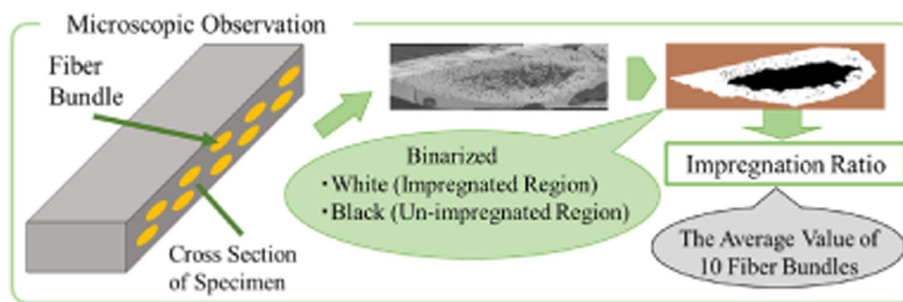 Microscopic Observation
Fiber
Bundle
Binarized
・White (Impregnated Region)
・Black (Un-impregnated Region)
Impregnation Ratio
Cross Section
of Specimen
The Average Value of
10 Fiber Bundles